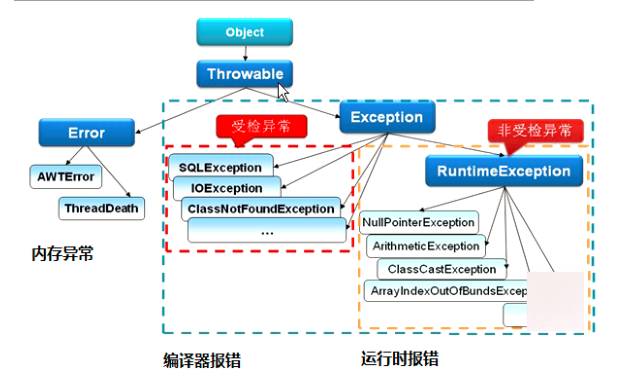 Object
Throwable
Error
受检异常
Exception
非受检异常
AWTError
ThreadDeath
SQLException
IOException
ClassNotFoundException
...
RuntimeException
NullPointerException
ArithmeticException
ClassCastException
ArrayIndexOutOfBundsExcep
内存异常
编译器报错
运行时报错